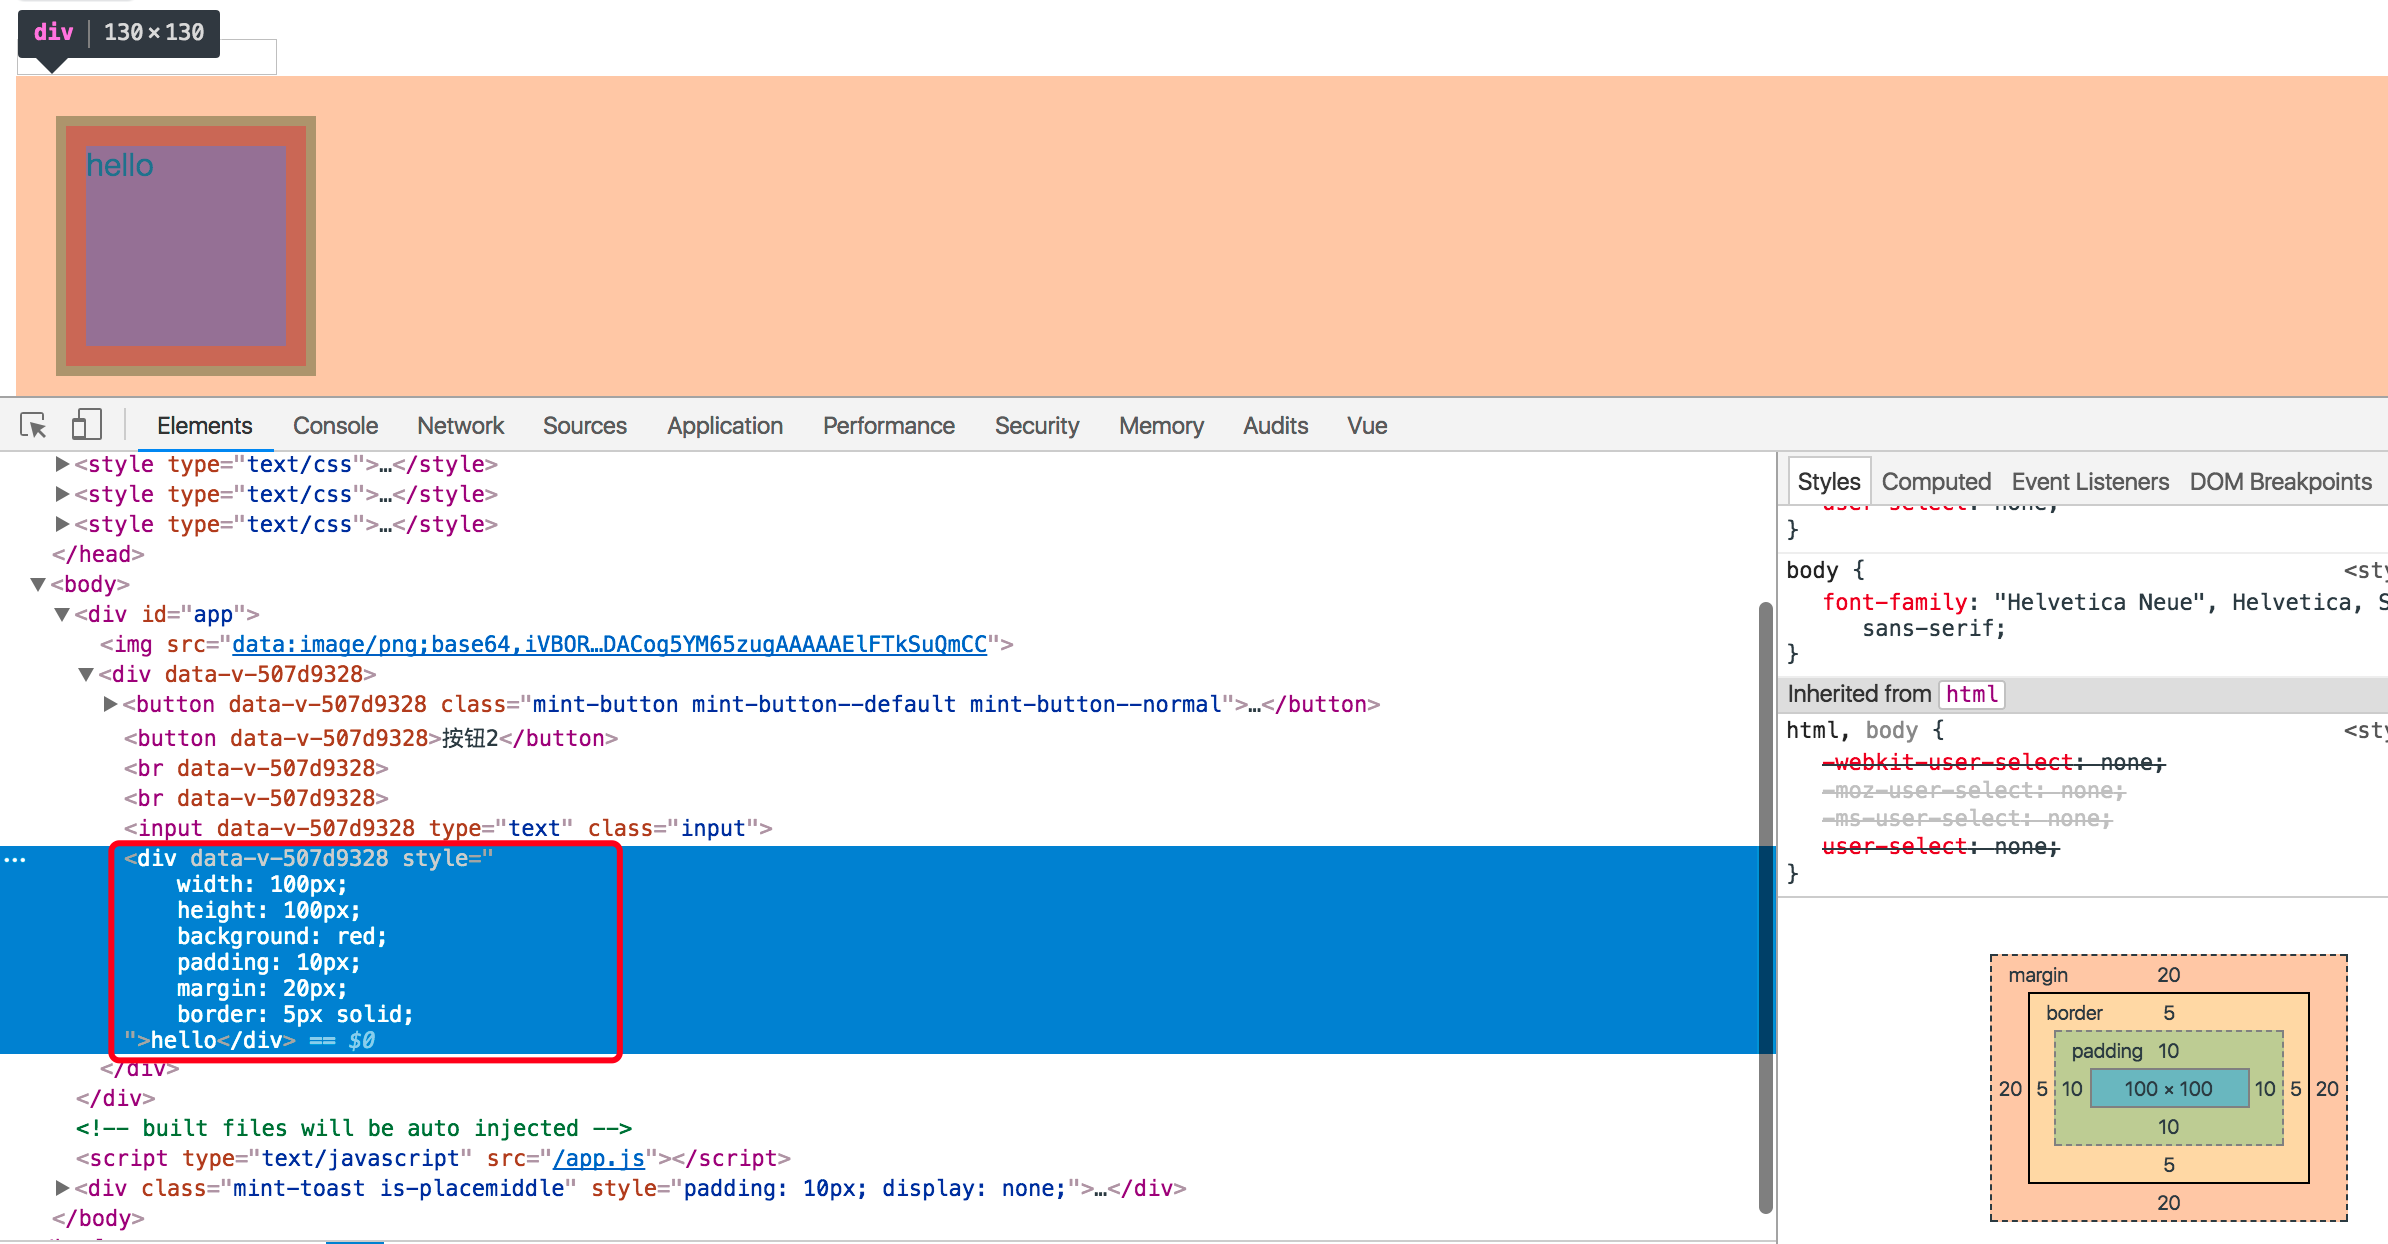 div 130 × 130
hello
Elements Console Network Sources Application Performance Security Memory Audits Vue
<style type="text/css">…</style>
<style type="text/css">…</style>
<style type="text/css">…</style>
</head>
<body>
<div id="app">
<img src="data:image/png;base64,iVBOR…DACog5YM65zugAAAAAElFTkSuQmCC">
<div data-v-507d9328>
<button data-v-507d9328 class="mint-button mint-button--default mint-button--normal">…</button>
<button data-v-507d9328>按钮2</button>
<br data-v-507d9328>
<br data-v-507d9328>
<input data-v-507d9328 type="text" class="input">
... <div data-v-507d9328 style="
width: 100px;
height: 100px;
background: red;
padding: 10px;
margin: 20px;
border: 5px solid;
">hello</div> == $0
</div>
</div>
<!-- built files will be auto injected -->
<script type="text/javascript" src="/app.js"></script>
<div class="mint-toast is-placemiddle" style="padding: 10px; display: none;">…</div>
</body>
Styles Computed Event Listeners DOM Breakpoints
user-select: none;
}
body { <sty
font-family: "Helvetica Neue", Helvetica, S
sans-serif;
}
Inherited from html
html, body { <sty
-webkit-user-select: none;
-moz-user-select: none;
-ms-user-select: none;
user-select: none;
}
margin 20
border 5
padding 10
20 5 10 100 × 100 10 5 20
10
5
20